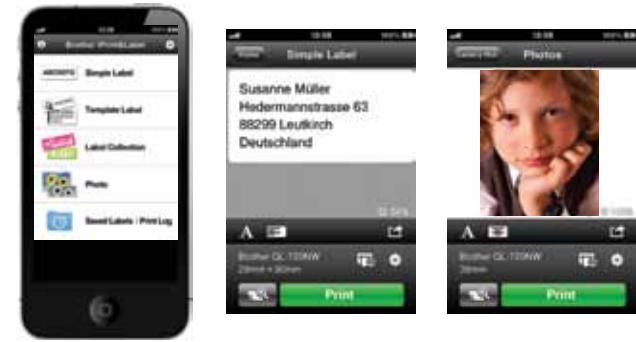 Brother iPrint&Label
Simple Label
Template Label
Label Collection
Photo
Saved Labels / Print Log
Simple Label
Susanne Müller
Hedermannstrasse 63
88299 Leutkirch
Deutschland
A
Brother QL-720NW
Print
Photos
A
Brother QL-720NW
Print